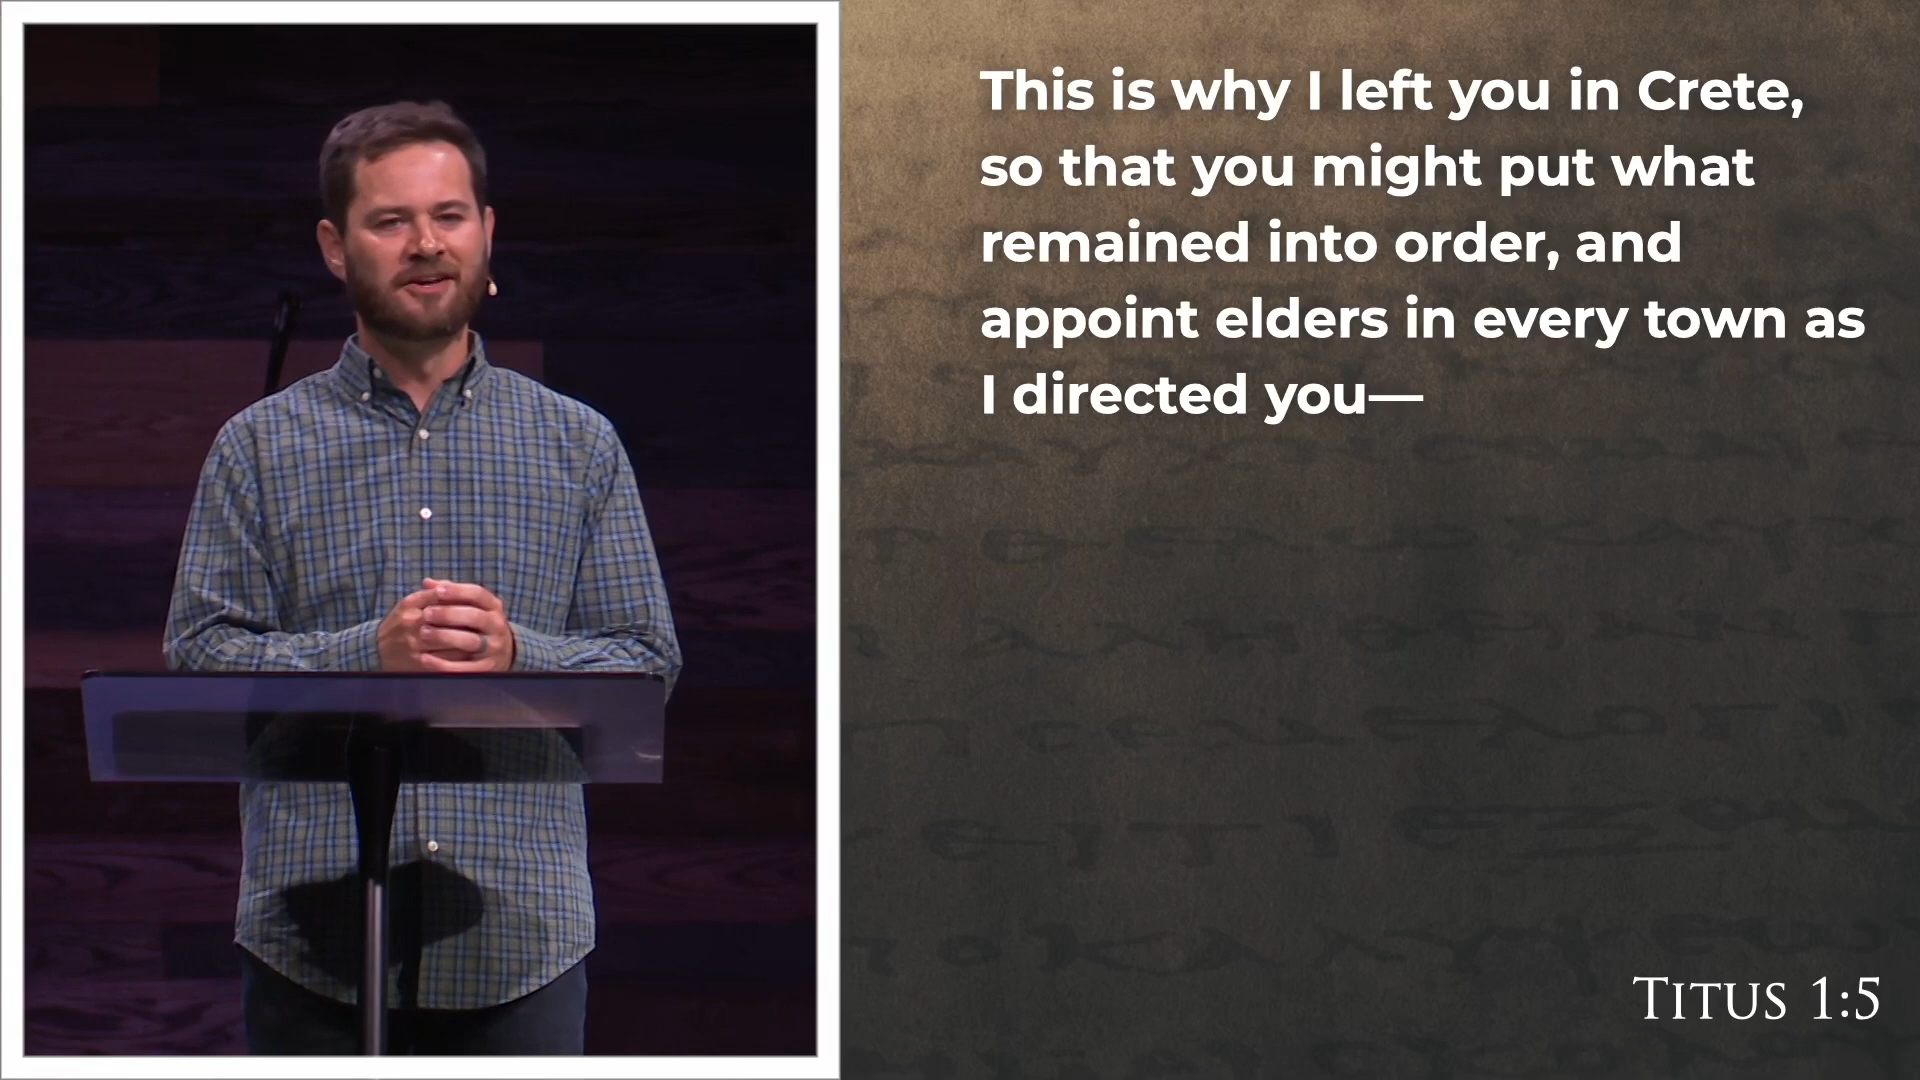 This is why I left you in Crete,
so that you might put what
remained into order, and
appoint elders in every town as
I directed you—
Titus 1:5